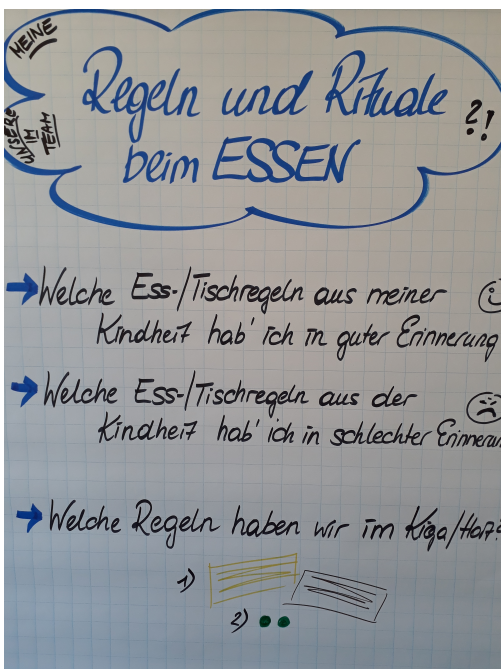 MEINE
UNSERE
IM
TEAM
Regeln und Rituale ?!
beim ESSEN
Welche Ess-/Tischregeln aus meiner
Kindheit hab' ich in guter Erinnerung
Welche Ess-/Tischregeln aus der
Kindheit hab' ich in schlechter Erinnerun
Welche Regeln haben wir im Kiga/Hort?
1)
2)